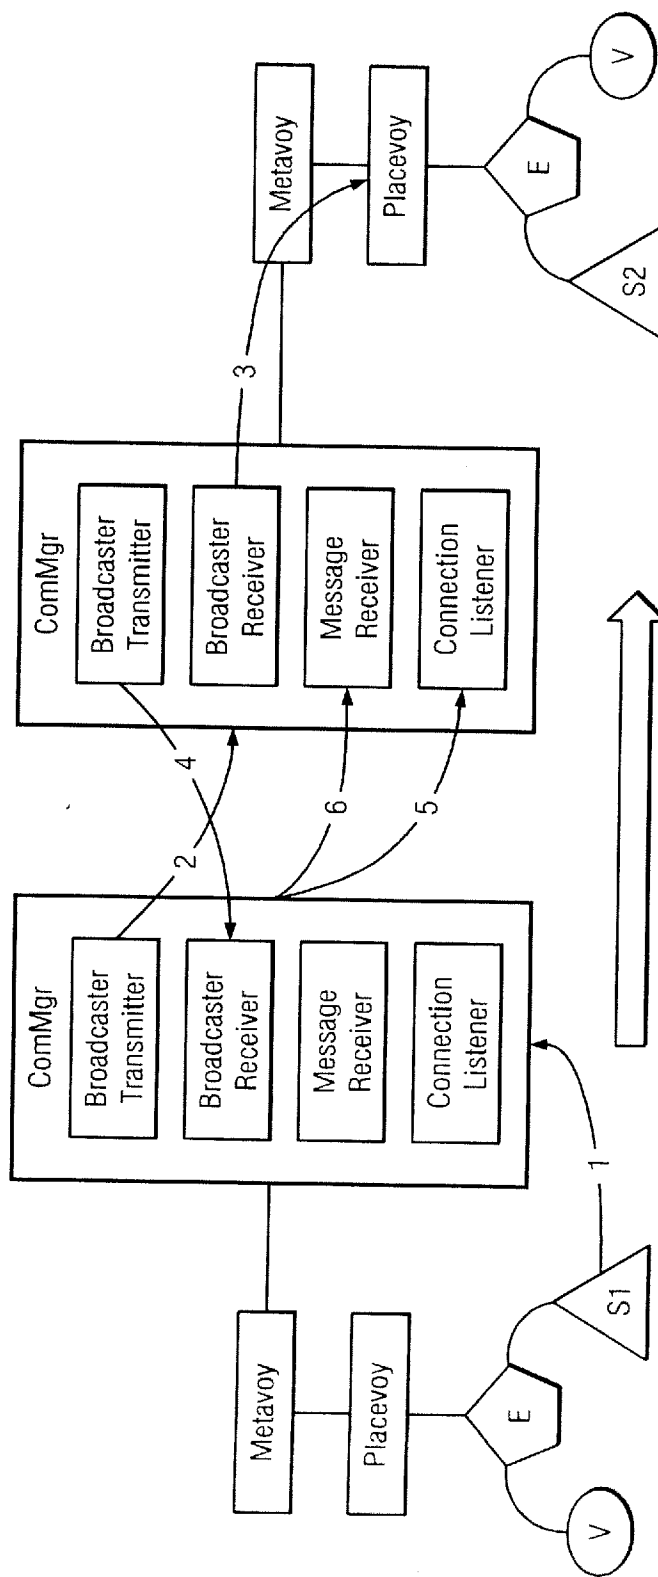 ComMgr
Broadcaster
Transmitter
Broadcaster
Receiver
Message
Receiver
Connection
Listener
Metavoy
Placevoy
E
V
S1
1
2
4
6
5
ComMgr
Broadcaster
Transmitter
Broadcaster
Receiver
Message
Receiver
Connection
Listener
3
Metavoy
Placevoy
E
S2
V